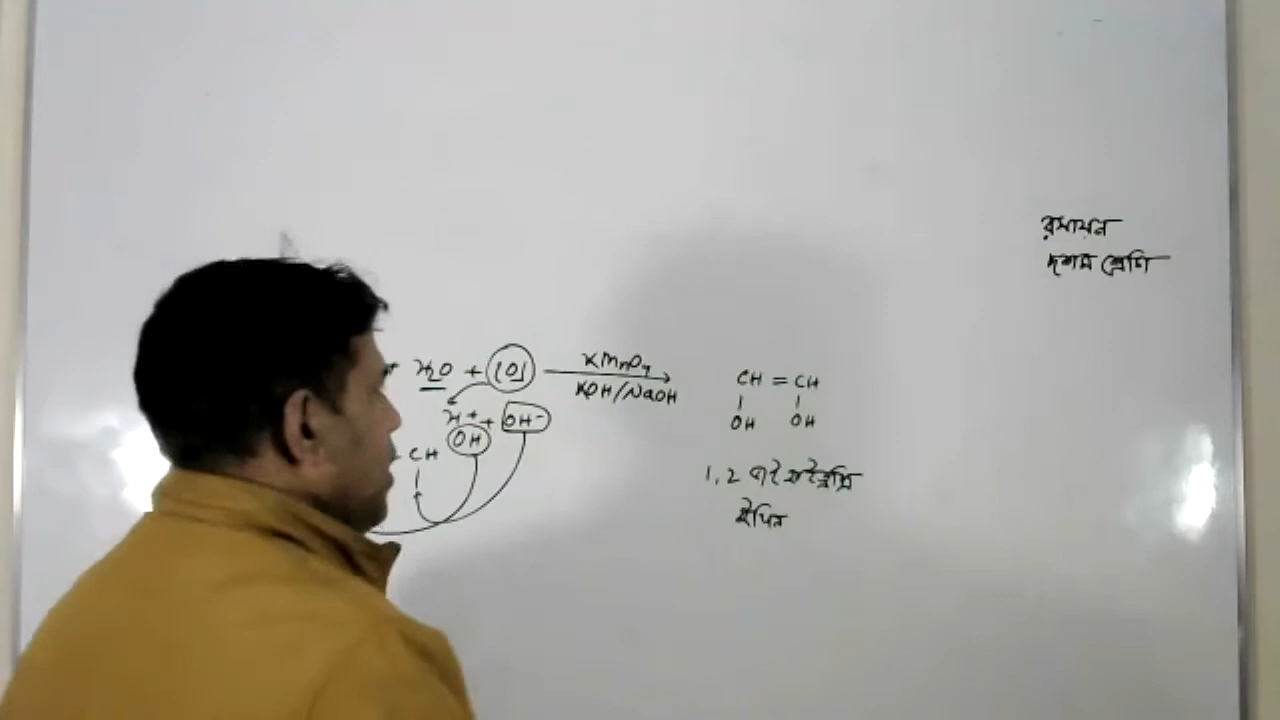 রসায়ন
দশম শ্রেণি
+ H₂O + [O] KMnO₄
KOH/NaOH
H⁺ + OH⁻
OH
CH
CH = CH
| |
OH OH
1, 2 ডাই হাইড্রক্সি
ইথিন